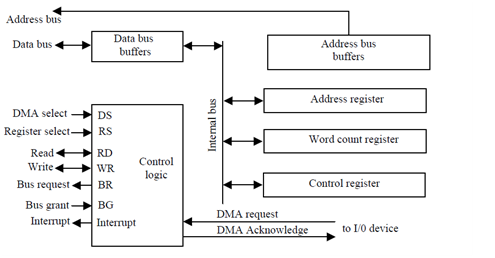 Address bus
Data bus
Data bus
buffers
Address bus
buffers
Internal bus
Address register
Word count register
Control register
DMA select
Register select
Read
Write
Bus request
Bus grant
Interrupt
DS
RS
RD
WR
BR
BG
Interrupt
Control
logic
DMA request
DMA Acknowledge
to I/0 device